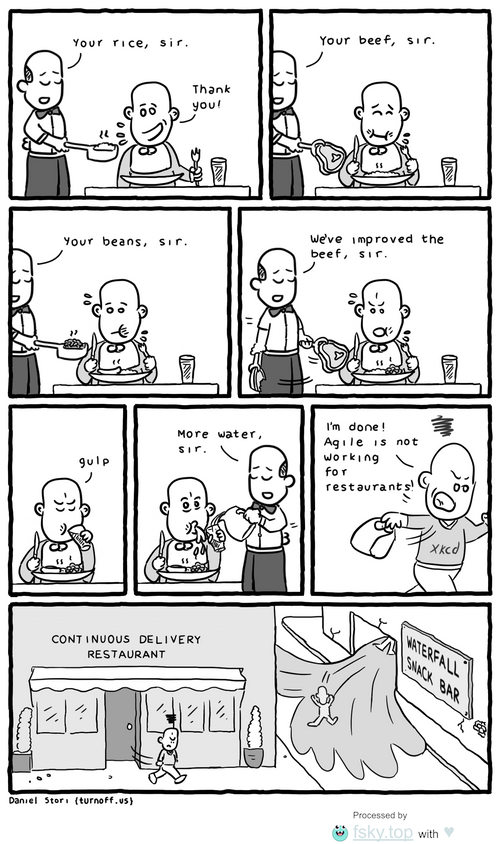 Your rice, sir.
Thank
you!
Your beef, sir.
Your beans, sir.
We've improved the
beef, sir.
gulp
More water,
sir.
I'm done!
Agile is not
working
for
restaurants!
xkcd
CONTINUOUS DELIVERY
RESTAURANT
WATERFALL
SNACK BAR
Daniel Stori {turnoff.us}
Processed by
fsky.top with ♥